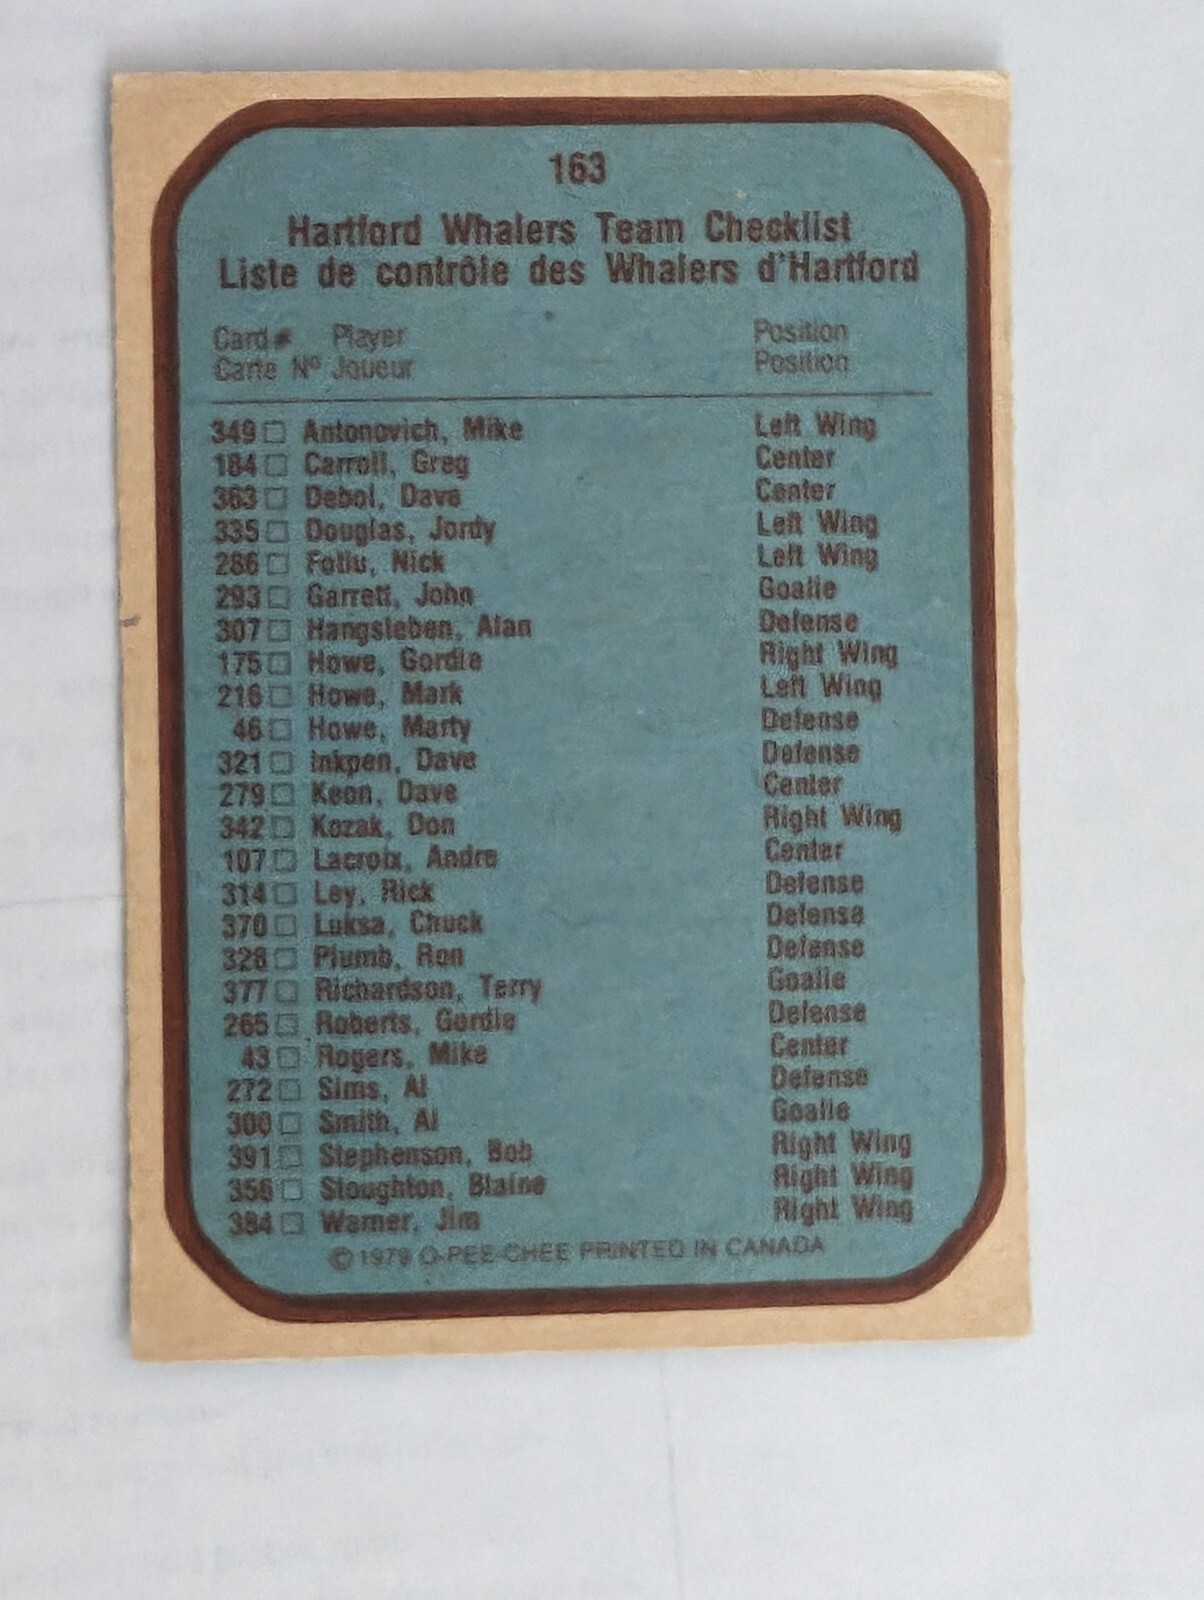 163
Hartford Whalers Team Checklist
Liste de contrôle des Whalers d'Hartford
Card # Player Position
Carte Nº Joueur Position
349 □ Antonovich, Mike Left Wing
184 □ Carroll, Greg Center
363 □ Debol, Dave Center
335 □ Douglas, Jordy Left Wing
286 □ Fotiu, Nick Left Wing
293 □ Garrett, John Goalie
307 □ Hangsleben, Alan Defense
175 □ Howe, Gordie Right Wing
216 □ Howe, Mark Left Wing
46 □ Howe, Marty Defense
321 □ Inkpen, Dave Defense
279 □ Keon, Dave Center
342 □ Kozak, Don Right Wing
107 □ Lacroix, Andre Center
314 □ Ley, Rick Defense
370 □ Luksa, Chuck Defense
328 □ Plumb, Ron Defense
377 □ Richardson, Terry Goalie
265 □ Roberts, Gordie Defense
43 □ Rogers, Mike Center
272 □ Sims, Al Defense
300 □ Smith, Al Goalie
391 □ Stephenson, Bob Right Wing
356 □ Stoughton, Blaine Right Wing
384 □ Warner, Jim Right Wing
© 1979 O-PEE-CHEE PRINTED IN CANADA